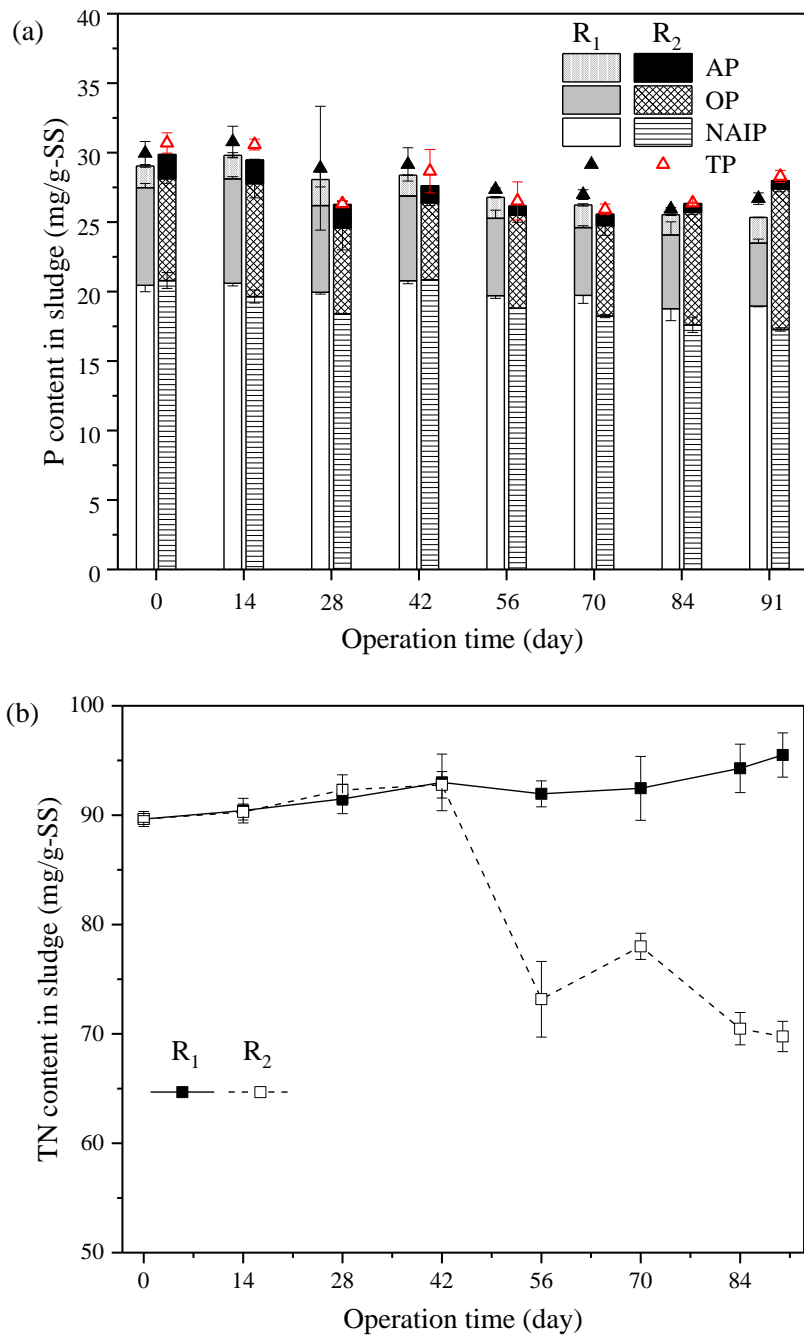 (a)
40
35
30
25
20
15
10
5
0
P content in sludge (mg/g-SS)
R1 R2
AP
OP
NAIP
TP
0 14 28 42 56 70 84 91
Operation time (day)
(b)
100
90
80
70
60
50
TN content in sludge (mg/g-SS)
R1 R2
0 14 28 42 56 70 84
Operation time (day)